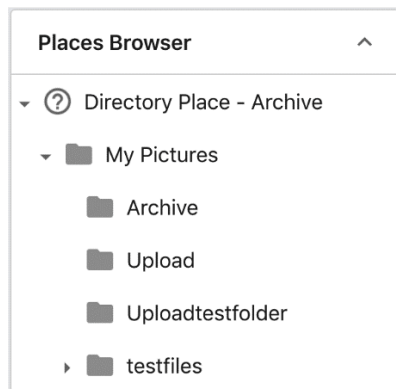 Places Browser
Directory Place - Archive
My Pictures
Archive
Upload
Uploadtestfolder
testfiles